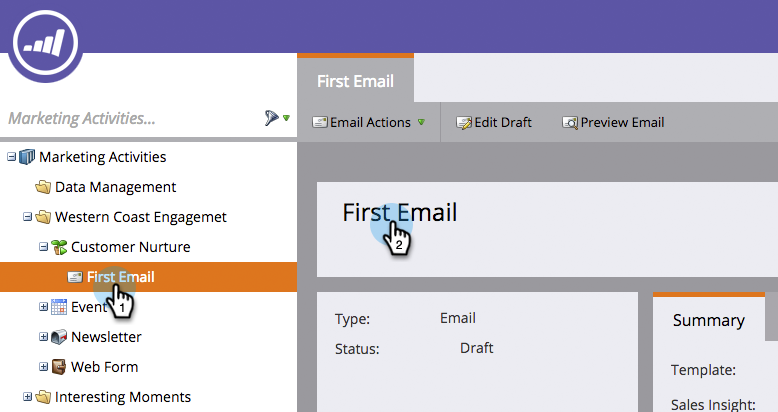 First Email
Marketing Activities...
Email Actions
Edit Draft
Preview Email
Marketing Activities
Data Management
Western Coast Engagemet
Customer Nurture
First Email
Event
Newsletter
Web Form
Interesting Moments
First Email
1
2
Type: Email
Status: Draft
Summary
Template:
Sales Insight: